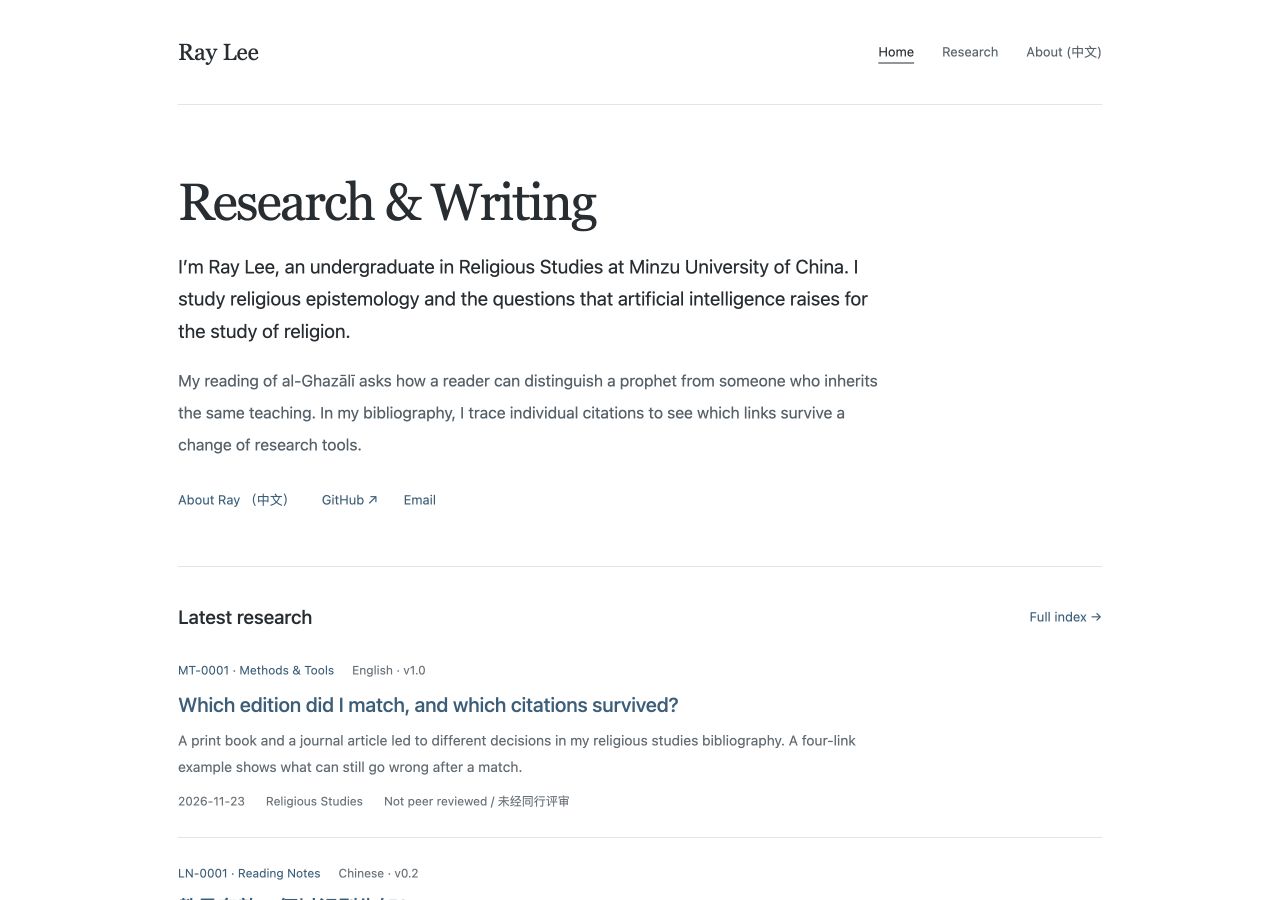 Ray Lee
Home
Research
About (中文)
Research & Writing
I’m Ray Lee, an undergraduate in Religious Studies at Minzu University of China. I
study religious epistemology and the questions that artificial intelligence raises for
the study of religion.
My reading of al-Ghazālī asks how a reader can distinguish a prophet from someone who inherits
the same teaching. In my bibliography, I trace individual citations to see which links survive a
change of research tools.
About Ray （中文）
GitHub ↗
Email
Latest research
Full index →
MT-0001 · Methods & Tools
English · v1.0
Which edition did I match, and which citations survived?
A print book and a journal article led to different decisions in my religious studies bibliography. A four-link
example shows what can still go wrong after a match.
2026-11-23
Religious Studies
Not peer reviewed / 未经同行评审
LN-0001 · Reading Notes
Chinese · v0.2